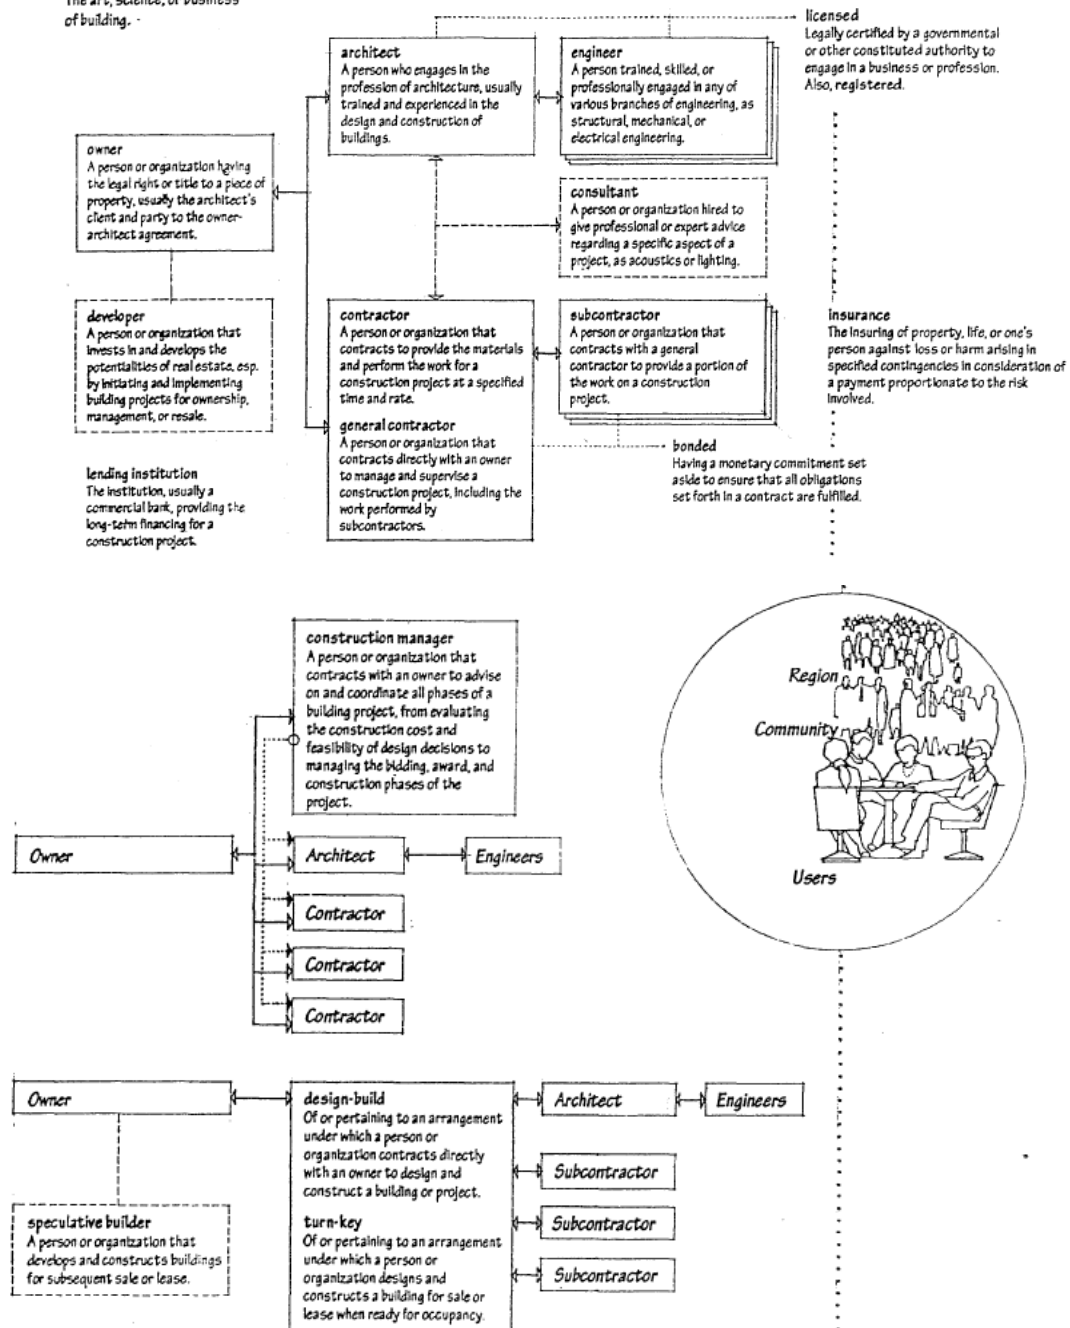 The art, science, or business
of building.
licensed
Legally certified by a governmental
or other constituted authority to
engage in a business or profession.
Also, registered.
architect
A person who engages in the
profession of architecture, usually
trained and experienced in the
design and construction of
buildings.
engineer
A person trained, skilled, or
professionally engaged in any of
various branches of engineering, as
structural, mechanical, or
electrical engineering.
owner
A person or organization having
the legal right or title to a piece of
property, usually the architect's
client and party to the owner-
architect agreement.
consultant
A person or organization hired to
give professional or expert advice
regarding a specific aspect of a
project, as acoustics or lighting.
developer
A person or organization that
invests in and develops the
potentialities of real estate, esp.
by initiating and implementing
building projects for ownership,
management, or resale.
contractor
A person or organization that
contracts to provide the materials
and perform the work for a
construction project at a specified
time and rate.
general contractor
A person or organization that
contracts directly with an owner
to manage and supervise a
construction project, including the
work performed by
subcontractors.
subcontractor
A person or organization that
contracts with a general
contractor to provide a portion of
the work on a construction
project.
insurance
The insuring of property, life, or one's
person against loss or harm arising in
specified contingencies in consideration of
a payment proportionate to the risk
involved.
bonded
Having a monetary commitment set
aside to ensure that all obligations
set forth in a contract are fulfilled.
lending institution
The institution, usually a
commercial bank, providing the
long-term financing for a
construction project.
construction manager
A person or organization that
contracts with an owner to advise
on and coordinate all phases of a
building project, from evaluating
the construction cost and
feasibility of design decisions to
managing the bidding, award, and
construction phases of the
project.
Region
Community
Users
Owner
Architect
Engineers
Contractor
Contractor
Contractor
Owner
design-build
Of or pertaining to an arrangement
under which a person or
organization contracts directly
with an owner to design and
construct a building or project.
turn-key
Of or pertaining to an arrangement
under which a person or
organization designs and
constructs a building for sale or
lease when ready for occupancy.
Architect
Engineers
Subcontractor
Subcontractor
Subcontractor
speculative builder
A person or organization that
develops and constructs buildings
for subsequent sale or lease.